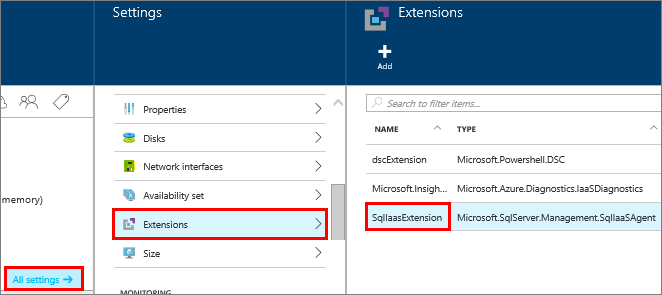 Settings
Extensions
Add
Search to filter items...
NAME
TYPE
Properties
Disks
Network interfaces
Availability set
Extensions
Size
MONITORING
dscExtension
Microsoft.Powershell.DSC
Microsoft.Insigh...
Microsoft.Azure.Diagnostics.IaaSDiagnostics
SqlIaasExtension
Microsoft.SqlServer.Management.SqlIaaSAgent
memory)
All settings →